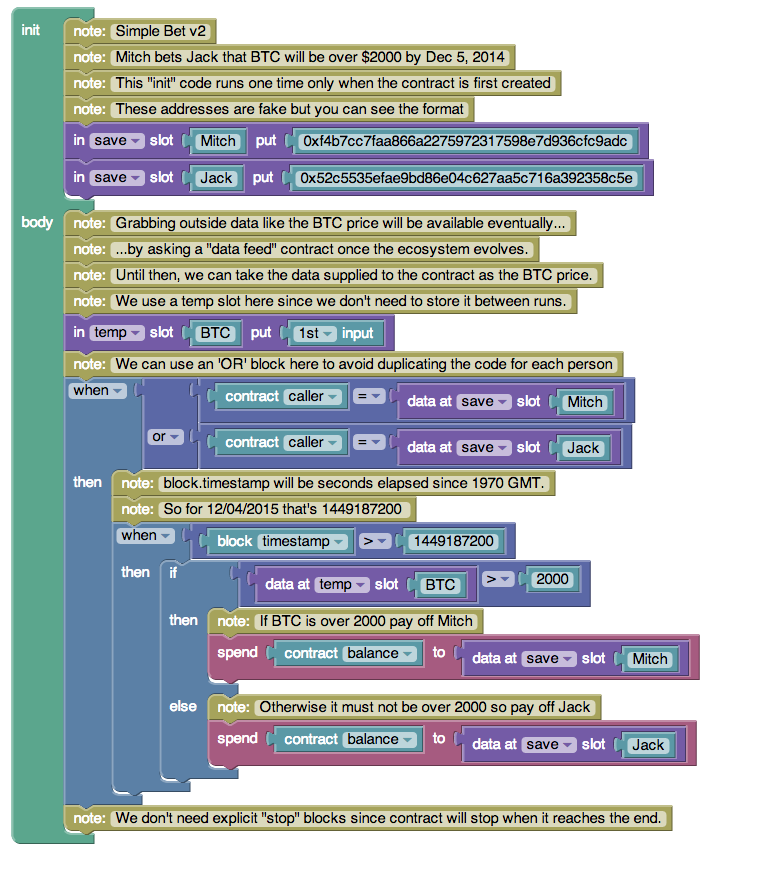 init
note: Simple Bet v2
note: Mitch bets Jack that BTC will be over $2000 by Dec 5, 2014
note: This "init" code runs one time only when the contract is first created
note: These addresses are fake but you can see the format
in save slot Mitch put 0xf4b7cc7faa866a2275972317598e7d936cfc9adc
in save slot Jack put 0x52c5535efae9bd86e04c627aa5c716a392358c5e
body
note: Grabbing outside data like the BTC price will be available eventually...
note: ...by asking a "data feed" contract once the ecosystem evolves.
note: Until then, we can take the data supplied to the contract as the BTC price.
note: We use a temp slot here since we don't need to store it between runs.
in temp slot BTC put 1st input
note: We can use an 'OR' block here to avoid duplicating the code for each person
when contract caller = data at save slot Mitch
or contract caller = data at save slot Jack
then note: block.timestamp will be seconds elapsed since 1970 GMT.
note: So for 12/04/2015 that's 1449187200
when block timestamp > 1449187200
then if data at temp slot BTC > 2000
then note: If BTC is over 2000 pay off Mitch
spend contract balance to data at save slot Mitch
else note: Otherwise it must not be over 2000 so pay off Jack
spend contract balance to data at save slot Jack
note: We don't need explicit "stop" blocks since contract will stop when it reaches the end.